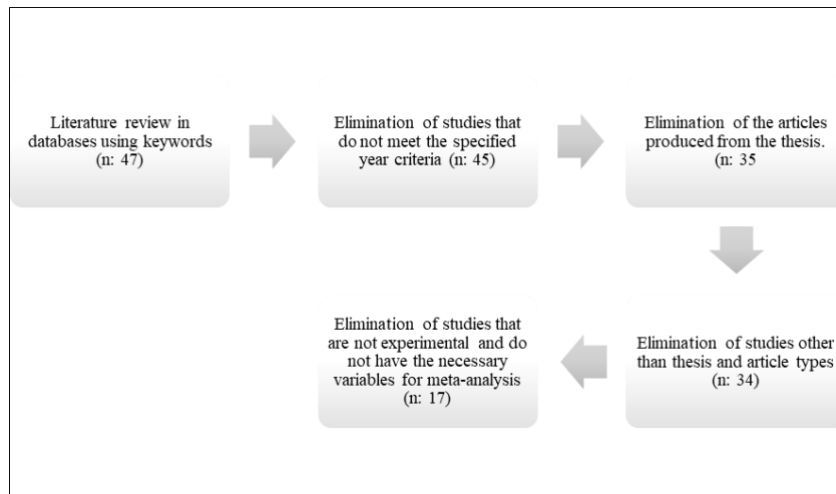 Literature review in
databases using keywords
(n: 47)
Elimination of studies that
do not meet the specified
year criteria (n: 45)
Elimination of the articles
produced from the thesis.
(n: 35
Elimination of studies other
than thesis and article types
(n: 34)
Elimination of studies that
are not experimental and do
not have the necessary
variables for meta-analysis
(n: 17)